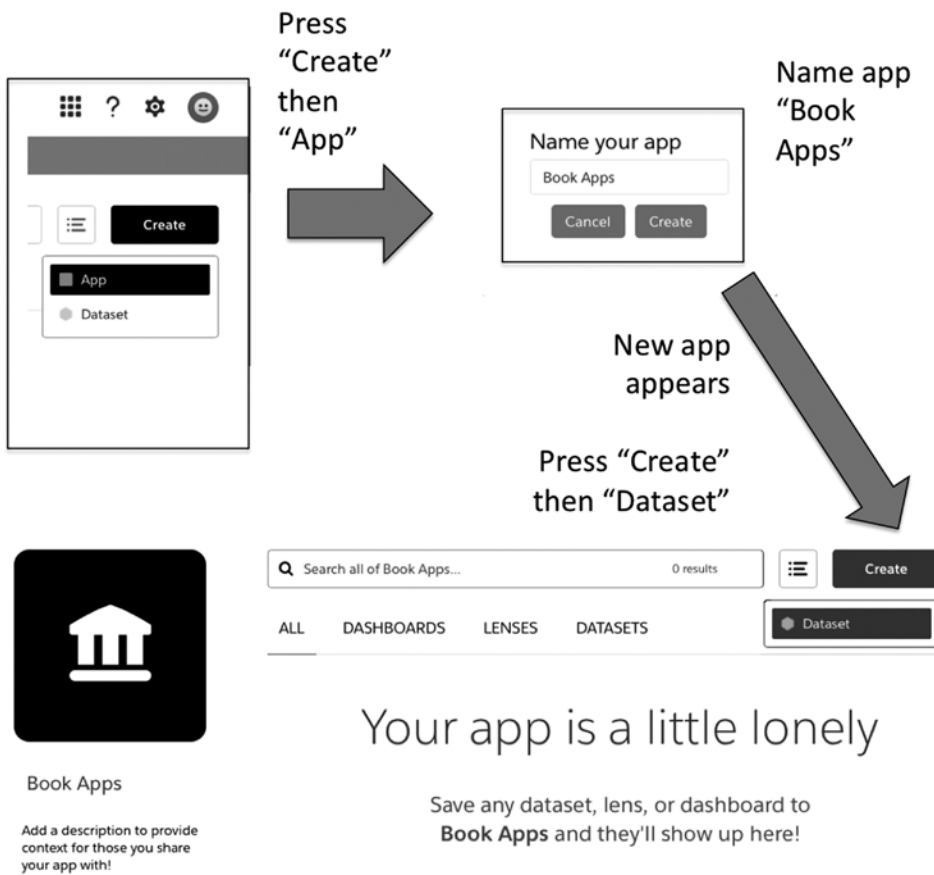 Press
“Create”
then
“App”
?
Create
App
Dataset
Name your app
Book Apps
Cancel
Create
Name app
“Book
Apps”
New app
appears
Press “Create”
then “Dataset”
Search all of Book Apps...
0 results
Create
ALL
DASHBOARDS
LENSES
DATASETS
Dataset
Your app is a little lonely
Save any dataset, lens, or dashboard to
Book Apps and they'll show up here!
Book Apps
Add a description to provide
context for those you share
your app with!